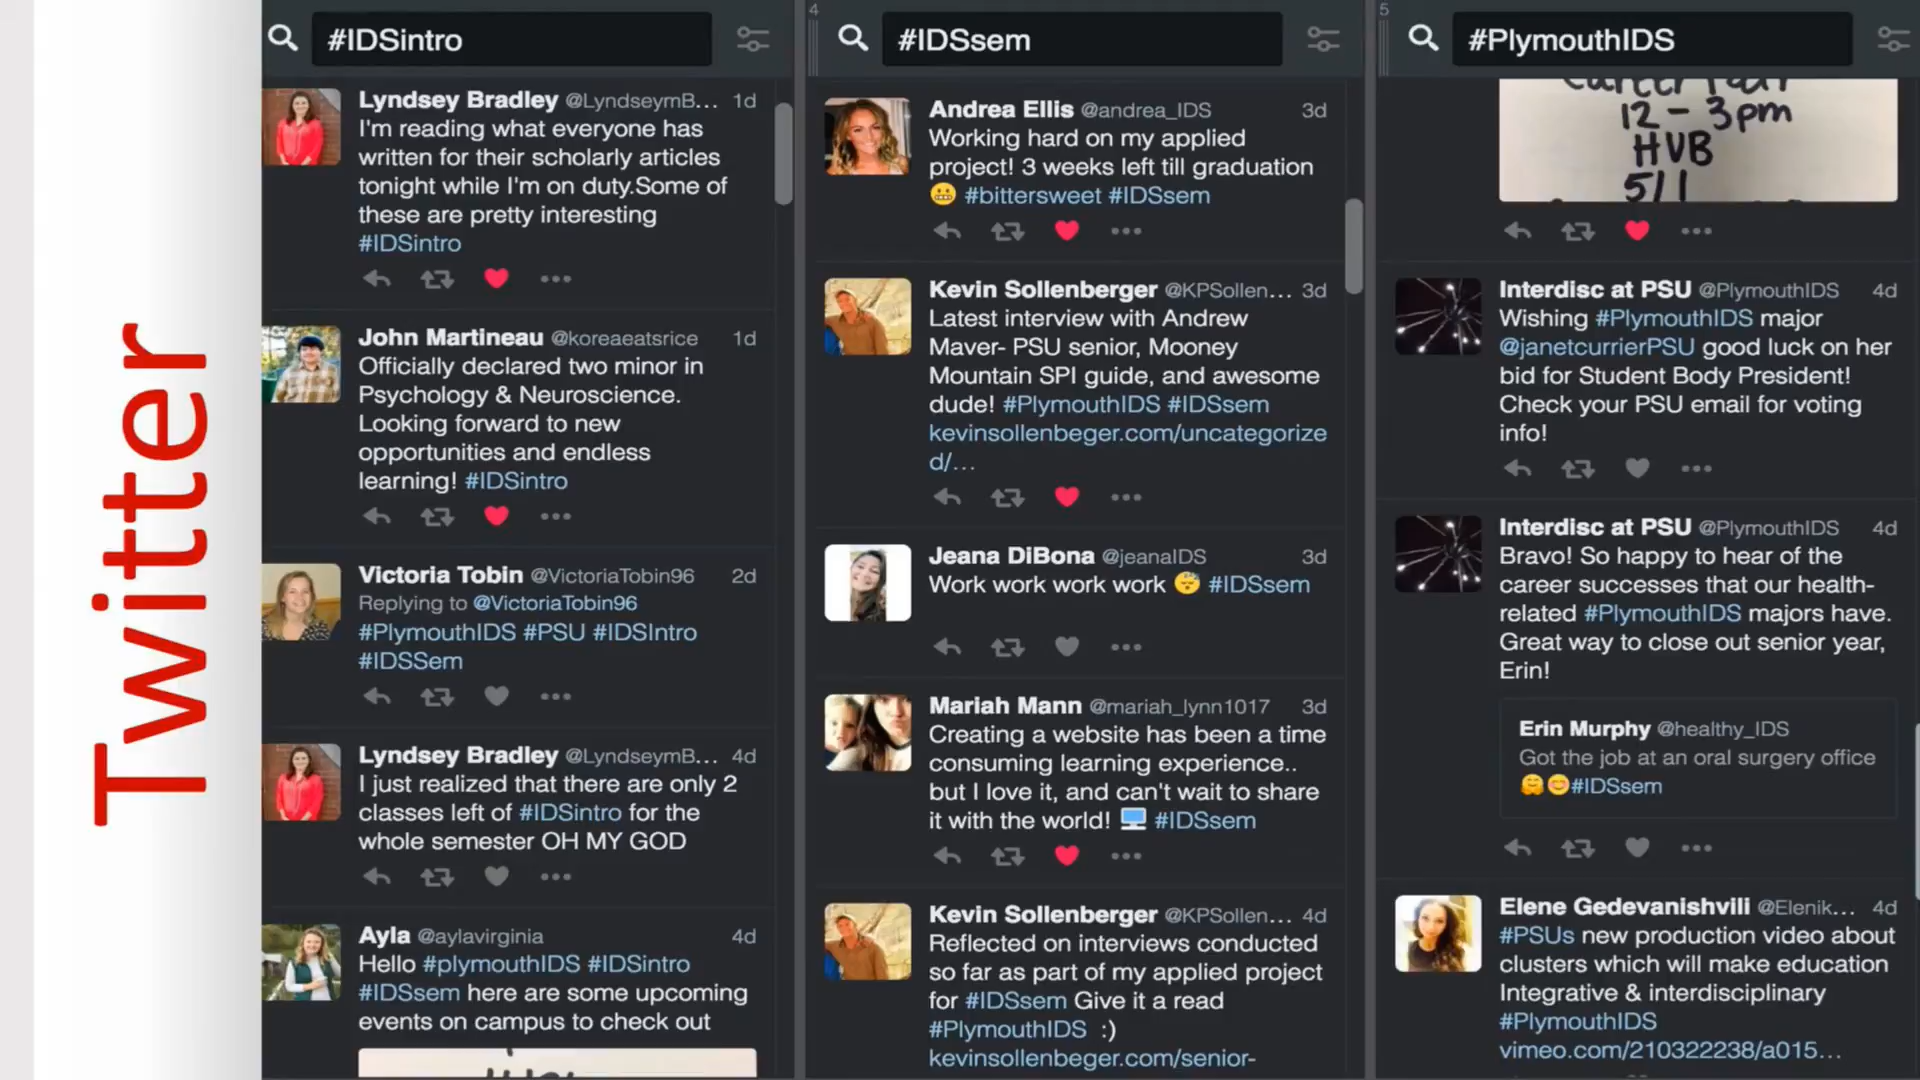 Twitter
#IDSintro
Lyndsey Bradley @LyndseymB... 1d
I'm reading what everyone has
written for their scholarly articles
tonight while I'm on duty.Some of
these are pretty interesting
#IDSintro
John Martineau @koreaeatsrice 1d
Officially declared two minor in
Psychology & Neuroscience.
Looking forward to new
opportunities and endless
learning! #IDSintro
Victoria Tobin @VictoriaTobin96 2d
Replying to @VictoriaTobin96
#PlymouthIDS #PSU #IDSIntro
#IDSSem
Lyndsey Bradley @LyndseymB... 4d
I just realized that there are only 2
classes left of #IDSintro for the
whole semester OH MY GOD
Ayla @aylavirginia 4d
Hello #plymouthIDS #IDSintro
#IDSsem here are some upcoming
events on campus to check out
4
#IDSsem
Andrea Ellis @andrea_IDS 3d
Working hard on my applied
project! 3 weeks left till graduation
😬 #bittersweet #IDSsem
Kevin Sollenberger @KPSollen... 3d
Latest interview with Andrew
Maver- PSU senior, Mooney
Mountain SPI guide, and awesome
dude! #PlymouthIDS #IDSsem
kevinsollenbeger.com/uncategorize
d/...
Jeana DiBona @jeanaIDS 3d
Work work work work 😴 #IDSsem
Mariah Mann @mariah_lynn1017 3d
Creating a website has been a time
consuming learning experience..
but I love it, and can't wait to share
it with the world! 🖥 #IDSsem
Kevin Sollenberger @KPSollen... 4d
Reflected on interviews conducted
so far as part of my applied project
for #IDSsem Give it a read
#PlymouthIDS :)
kevinsollenbeger.com/senior-
5
#PlymouthIDS
12 - 3pm
HVB
5/1
Interdisc at PSU @PlymouthIDS 4d
Wishing #PlymouthIDS major
@janetcurrierPSU good luck on her
bid for Student Body President!
Check your PSU email for voting
info!
Interdisc at PSU @PlymouthIDS 4d
Bravo! So happy to hear of the
career successes that our health-
related #PlymouthIDS majors have.
Great way to close out senior year,
Erin!
Erin Murphy @healthy_IDS
Got the job at an oral surgery office
🤗😊#IDSsem
Elene Gedevanishvili @Elenik... 4d
#PSUs new production video about
clusters which will make education
Integrative & interdisciplinary
#PlymouthIDS
vimeo.com/210322238/a015...